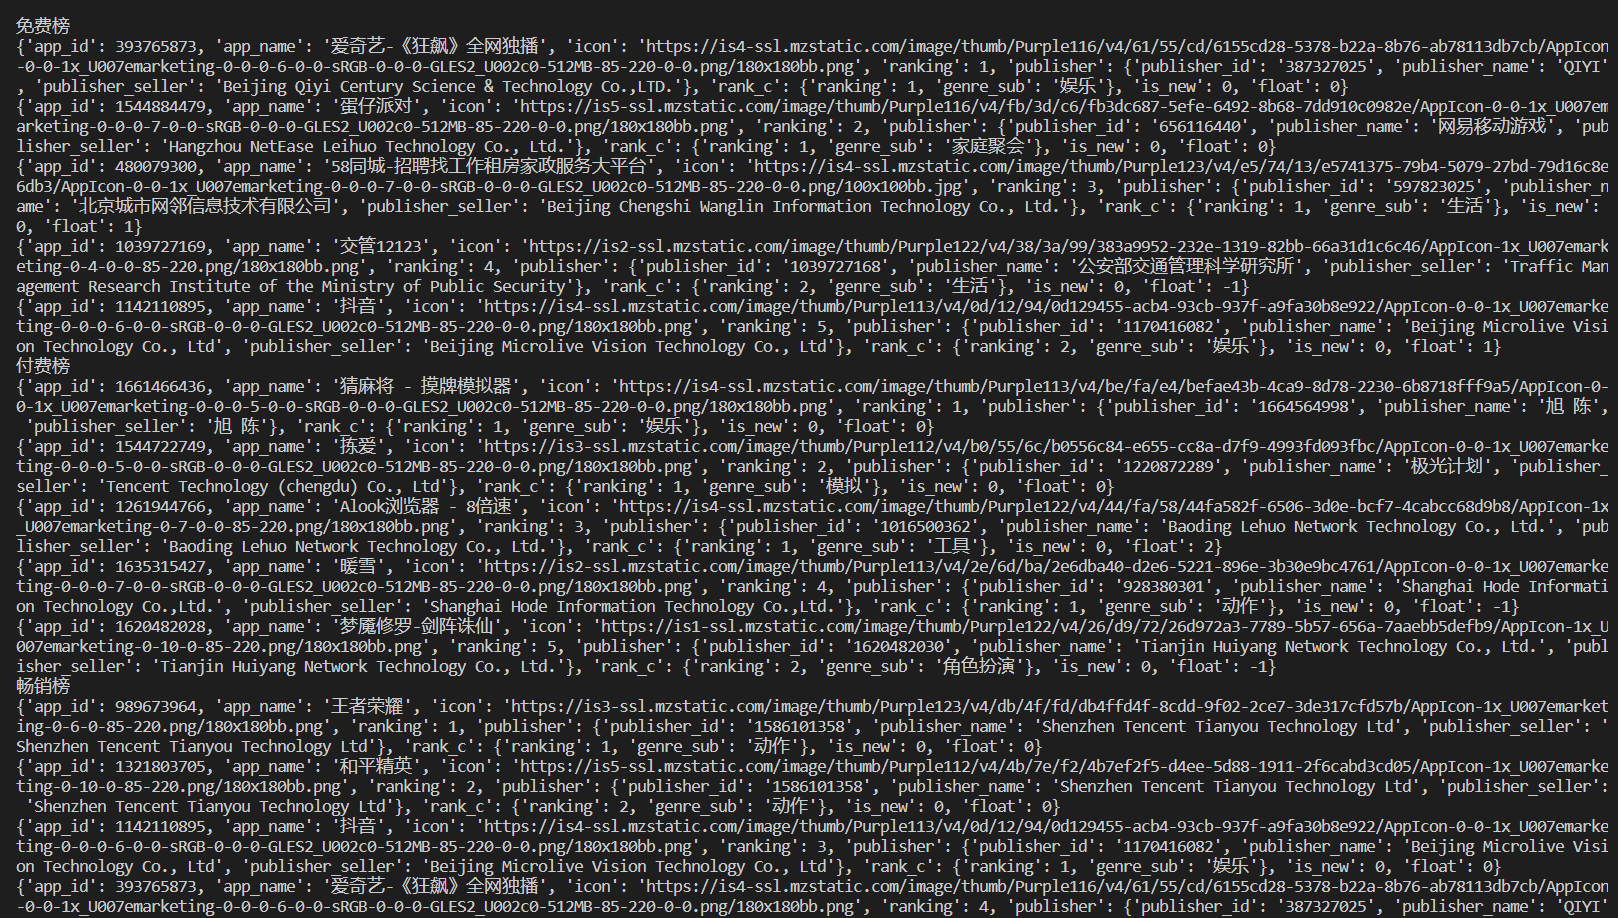 免费榜
{'app_id': 393765873, 'app_name': '爱奇艺-《狂飙》全网独播', 'icon': 'https://is4-ssl.mzstatic.com/image/thumb/Purple116/v4/61/55/cd/6155cd28-5378-b22a-8b76-ab78113db7cb/AppIcon
-0-0-1x_U007emarketing-0-0-0-6-0-0-sRGB-0-0-0-GLES2_U002c0-512MB-85-220-0-0.png/180x180bb.png', 'ranking': 1, 'publisher': {'publisher_id': '387327025', 'publisher_name': 'QIYI'
, 'publisher_seller': 'Beijing Qiyi Century Science & Technology Co.,LTD.'}, 'rank_c': {'ranking': 1, 'genre_sub': '娱乐'}, 'is_new': 0, 'float': 0}
{'app_id': 1544884479, 'app_name': '蛋仔派对', 'icon': 'https://is5-ssl.mzstatic.com/image/thumb/Purple116/v4/fb/3d/c6/fb3dc687-5efe-6492-8b68-7dd910c0982e/AppIcon-0-0-1x_U007em
arketing-0-0-0-7-0-0-sRGB-0-0-0-GLES2_U002c0-512MB-85-220-0-0.png/180x180bb.png', 'ranking': 2, 'publisher': {'publisher_id': '656116440', 'publisher_name': '网易移动游戏', 'pub
lisher_seller': 'Hangzhou NetEase Leihuo Technology Co., Ltd.'}, 'rank_c': {'ranking': 1, 'genre_sub': '家庭聚会'}, 'is_new': 0, 'float': 0}
{'app_id': 480079300, 'app_name': '58同城-招聘找工作租房家政服务大平台', 'icon': 'https://is4-ssl.mzstatic.com/image/thumb/Purple123/v4/e5/74/13/e5741375-79b4-5079-27bd-79d16c8e
6db3/AppIcon-0-0-1x_U007emarketing-0-0-0-7-0-0-sRGB-0-0-0-GLES2_U002c0-512MB-85-220-0-0.png/100x100bb.jpg', 'ranking': 3, 'publisher': {'publisher_id': '597823025', 'publisher_n
ame': '北京城市网邻信息技术有限公司', 'publisher_seller': 'Beijing Chengshi Wanglin Information Technology Co., Ltd.'}, 'rank_c': {'ranking': 1, 'genre_sub': '生活'}, 'is_new':
0, 'float': 1}
{'app_id': 1039727169, 'app_name': '交管12123', 'icon': 'https://is2-ssl.mzstatic.com/image/thumb/Purple122/v4/38/3a/99/383a9952-232e-1319-82bb-66a31d1c6c46/AppIcon-1x_U007emark
eting-0-4-0-0-85-220.png/180x180bb.png', 'ranking': 4, 'publisher': {'publisher_id': '1039727168', 'publisher_name': '公安部交通管理科学研究所', 'publisher_seller': 'Traffic Man
agement Research Institute of the Ministry of Public Security'}, 'rank_c': {'ranking': 2, 'genre_sub': '生活'}, 'is_new': 0, 'float': -1}
{'app_id': 1142110895, 'app_name': '抖音', 'icon': 'https://is4-ssl.mzstatic.com/image/thumb/Purple113/v4/0d/12/94/0d129455-acb4-93cb-937f-a9fa30b8e922/AppIcon-0-0-1x_U007emarke
ting-0-0-0-6-0-0-sRGB-0-0-0-GLES2_U002c0-512MB-85-220-0-0.png/180x180bb.png', 'ranking': 5, 'publisher': {'publisher_id': '1170416082', 'publisher_name': 'Beijing Microlive Visi
on Technology Co., Ltd', 'publisher_seller': 'Beijing Microlive Vision Technology Co., Ltd'}, 'rank_c': {'ranking': 2, 'genre_sub': '娱乐'}, 'is_new': 0, 'float': 1}
付费榜
{'app_id': 1661466436, 'app_name': '猜麻将 - 摸牌模拟器', 'icon': 'https://is4-ssl.mzstatic.com/image/thumb/Purple113/v4/be/fa/e4/befae43b-4ca9-8d78-2230-6b8718fff9a5/AppIcon-0-
0-1x_U007emarketing-0-0-0-5-0-0-sRGB-0-0-0-GLES2_U002c0-512MB-85-220-0-0.png/180x180bb.png', 'ranking': 1, 'publisher': {'publisher_id': '1664564998', 'publisher_name': '旭 陈',
'publisher_seller': '旭 陈'}, 'rank_c': {'ranking': 1, 'genre_sub': '娱乐'}, 'is_new': 0, 'float': 0}
{'app_id': 1544722749, 'app_name': '拣爱', 'icon': 'https://is3-ssl.mzstatic.com/image/thumb/Purple112/v4/b0/55/6c/b0556c84-e655-cc8a-d7f9-4993fd093fbc/AppIcon-0-0-1x_U007emarke
ting-0-0-0-5-0-0-sRGB-0-0-0-GLES2_U002c0-512MB-85-220-0-0.png/180x180bb.png', 'ranking': 2, 'publisher': {'publisher_id': '1220872289', 'publisher_name': '极光计划', 'publisher_
seller': 'Tencent Technology (chengdu) Co., Ltd'}, 'rank_c': {'ranking': 1, 'genre_sub': '模拟'}, 'is_new': 0, 'float': 0}
{'app_id': 1261944766, 'app_name': 'Alook浏览器 - 8倍速', 'icon': 'https://is4-ssl.mzstatic.com/image/thumb/Purple122/v4/44/fa/58/44fa582f-6506-3d0e-bcf7-4cabcc68d9b8/AppIcon-1x
_U007emarketing-0-7-0-0-85-220.png/180x180bb.png', 'ranking': 3, 'publisher': {'publisher_id': '1016500362', 'publisher_name': 'Baoding Lehuo Network Technology Co., Ltd.', 'pub
lisher_seller': 'Baoding Lehuo Network Technology Co., Ltd.'}, 'rank_c': {'ranking': 1, 'genre_sub': '工具'}, 'is_new': 0, 'float': 2}
{'app_id': 1635315427, 'app_name': '暖雪', 'icon': 'https://is2-ssl.mzstatic.com/image/thumb/Purple113/v4/2e/6d/ba/2e6dba40-d2e6-5221-896e-3b30e9bc4761/AppIcon-0-0-1x_U007emarke
ting-0-0-0-7-0-0-sRGB-0-0-0-GLES2_U002c0-512MB-85-220-0-0.png/180x180bb.png', 'ranking': 4, 'publisher': {'publisher_id': '928380301', 'publisher_name': 'Shanghai Hode Informati
on Technology Co.,Ltd.', 'publisher_seller': 'Shanghai Hode Information Technology Co.,Ltd.'}, 'rank_c': {'ranking': 1, 'genre_sub': '动作'}, 'is_new': 0, 'float': -1}
{'app_id': 1620482028, 'app_name': '梦魇修罗-剑阵诛仙', 'icon': 'https://is1-ssl.mzstatic.com/image/thumb/Purple122/v4/26/d9/72/26d972a3-7789-5b57-656a-7aaebb5defb9/AppIcon-1x_U
007emarketing-0-10-0-85-220.png/180x180bb.png', 'ranking': 5, 'publisher': {'publisher_id': '1620482030', 'publisher_name': 'Tianjin Huiyang Network Technology Co., Ltd.', 'publ
isher_seller': 'Tianjin Huiyang Network Technology Co., Ltd.'}, 'rank_c': {'ranking': 2, 'genre_sub': '角色扮演'}, 'is_new': 0, 'float': -1}
畅销榜
{'app_id': 989673964, 'app_name': '王者荣耀', 'icon': 'https://is3-ssl.mzstatic.com/image/thumb/Purple123/v4/db/4f/fd/db4ffd4f-8cdd-9f02-2ce7-3de317cfd57b/AppIcon-1x_U007emarket
ing-0-6-0-85-220.png/180x180bb.png', 'ranking': 1, 'publisher': {'publisher_id': '1586101358', 'publisher_name': 'Shenzhen Tencent Tianyou Technology Ltd', 'publisher_seller': '
Shenzhen Tencent Tianyou Technology Ltd'}, 'rank_c': {'ranking': 1, 'genre_sub': '动作'}, 'is_new': 0, 'float': 0}
{'app_id': 1321803705, 'app_name': '和平精英', 'icon': 'https://is5-ssl.mzstatic.com/image/thumb/Purple112/v4/4b/7e/f2/4b7ef2f5-d4ee-5d88-1911-2f6cabd3cd05/AppIcon-1x_U007emarke
ting-0-10-0-85-220.png/180x180bb.png', 'ranking': 2, 'publisher': {'publisher_id': '1586101358', 'publisher_name': 'Shenzhen Tencent Tianyou Technology Ltd', 'publisher_seller':
'Shenzhen Tencent Tianyou Technology Ltd'}, 'rank_c': {'ranking': 2, 'genre_sub': '动作'}, 'is_new': 0, 'float': 0}
{'app_id': 1142110895, 'app_name': '抖音', 'icon': 'https://is4-ssl.mzstatic.com/image/thumb/Purple113/v4/0d/12/94/0d129455-acb4-93cb-937f-a9fa30b8e922/AppIcon-0-0-1x_U007emarke
ting-0-0-0-6-0-0-sRGB-0-0-0-GLES2_U002c0-512MB-85-220-0-0.png/180x180bb.png', 'ranking': 3, 'publisher': {'publisher_id': '1170416082', 'publisher_name': 'Beijing Microlive Visi
on Technology Co., Ltd', 'publisher_seller': 'Beijing Microlive Vision Technology Co., Ltd'}, 'rank_c': {'ranking': 1, 'genre_sub': '娱乐'}, 'is_new': 0, 'float': 0}
{'app_id': 393765873, 'app_name': '爱奇艺-《狂飙》全网独播', 'icon': 'https://is4-ssl.mzstatic.com/image/thumb/Purple116/v4/61/55/cd/6155cd28-5378-b22a-8b76-ab78113db7cb/AppIcon
-0-0-1x_U007emarketing-0-0-0-6-0-0-sRGB-0-0-0-GLES2_U002c0-512MB-85-220-0-0.png/180x180bb.png', 'ranking': 4, 'publisher': {'publisher_id': '387327025', 'publisher_name': 'QIYI'